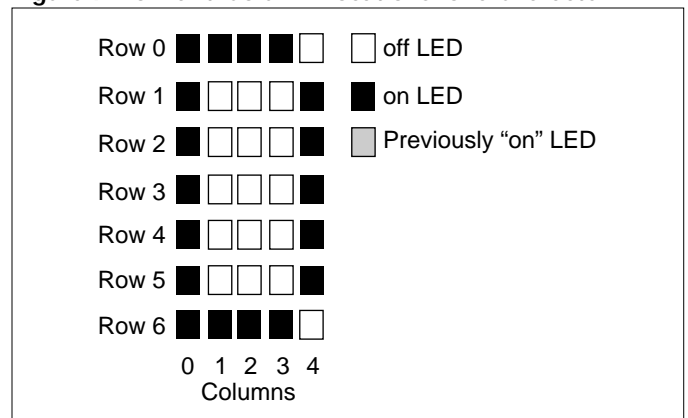 Row 0
off LED
Row 1
on LED
Row 2
Previously “on” LED
Row 3
Row 4
Row 5
Row 6
0 1 2 3 4
Columns